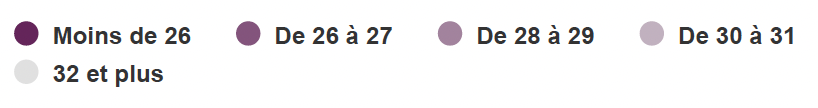 Moins de 26 De 26 à 27 De 28 à 29 De 30 à 31
32 et plus